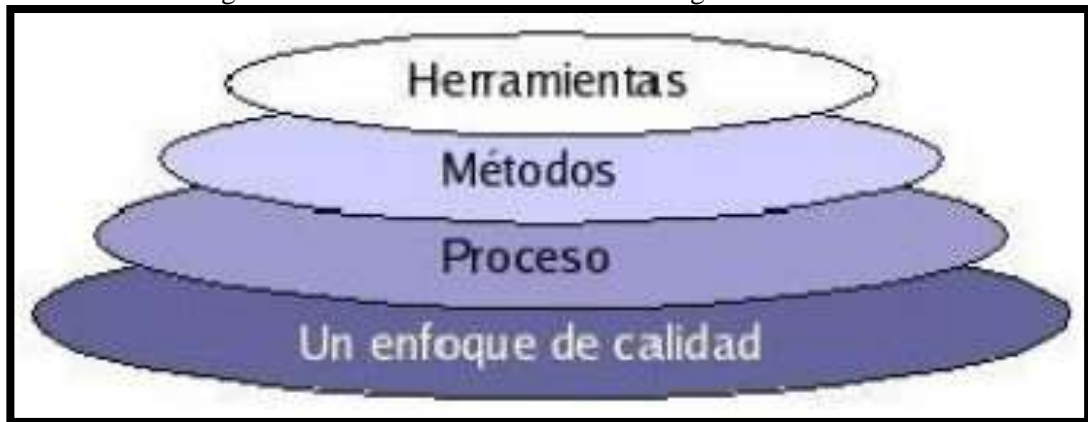 Herramientas
Métodos
Proceso
Un enfoque de calidad